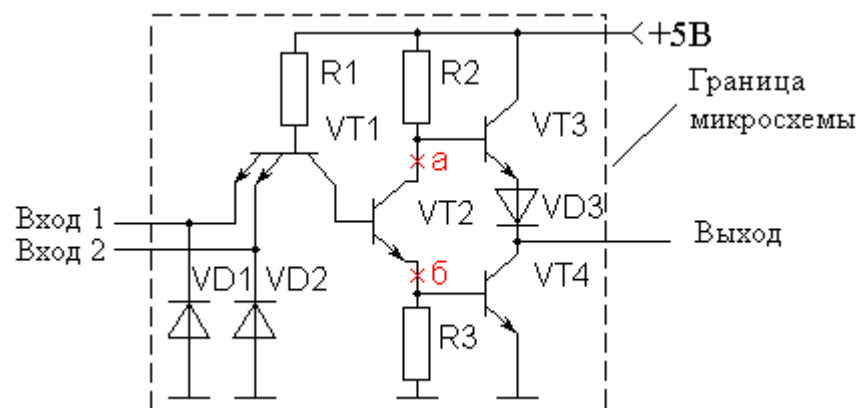 +5В
R1
R2
Граница
микросхемы
VT1
VT3
а
Вход 1
VT2
VD3
Выход
Вход 2
VD1
VD2
б
VT4
R3